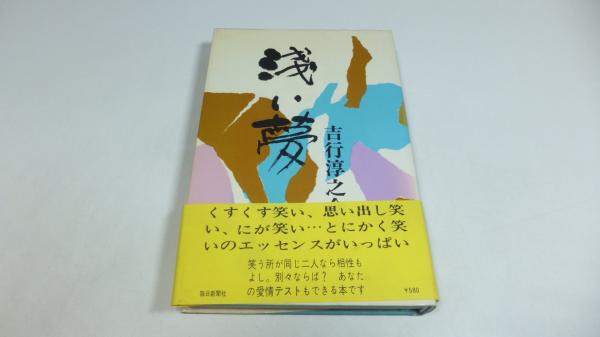 浅い夢
吉行淳之
くすくす笑い、思い出し笑
い、にが笑い…とにかく笑
いのエッセンスがいっぱい
笑う所が同じ二人なら相性も
よし。別々ならば？　あなた
の愛情テストもできる本です
毎日新聞社
¥580